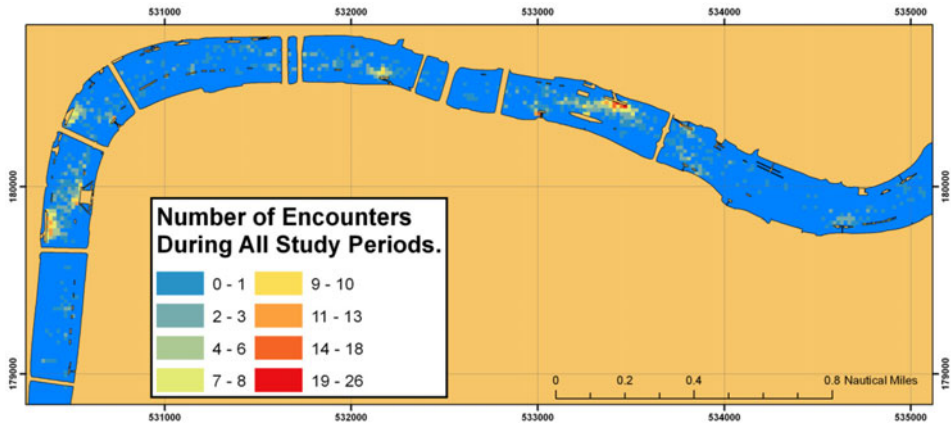 531000 532000 533000 534000 535000
180000 180000
Number of Encounters
During All Study Periods.
0 - 1 9 - 10
2 - 3 11 - 13
4 - 6 14 - 18
7 - 8 19 - 26
179000 179000
0 0.2 0.4 0.8 Nautical Miles
531000 532000 533000 534000 535000